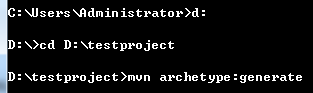 C:\Users\Administrator>d:
D:\>cd D:\testproject
D:\testproject>mvn archetype:generate